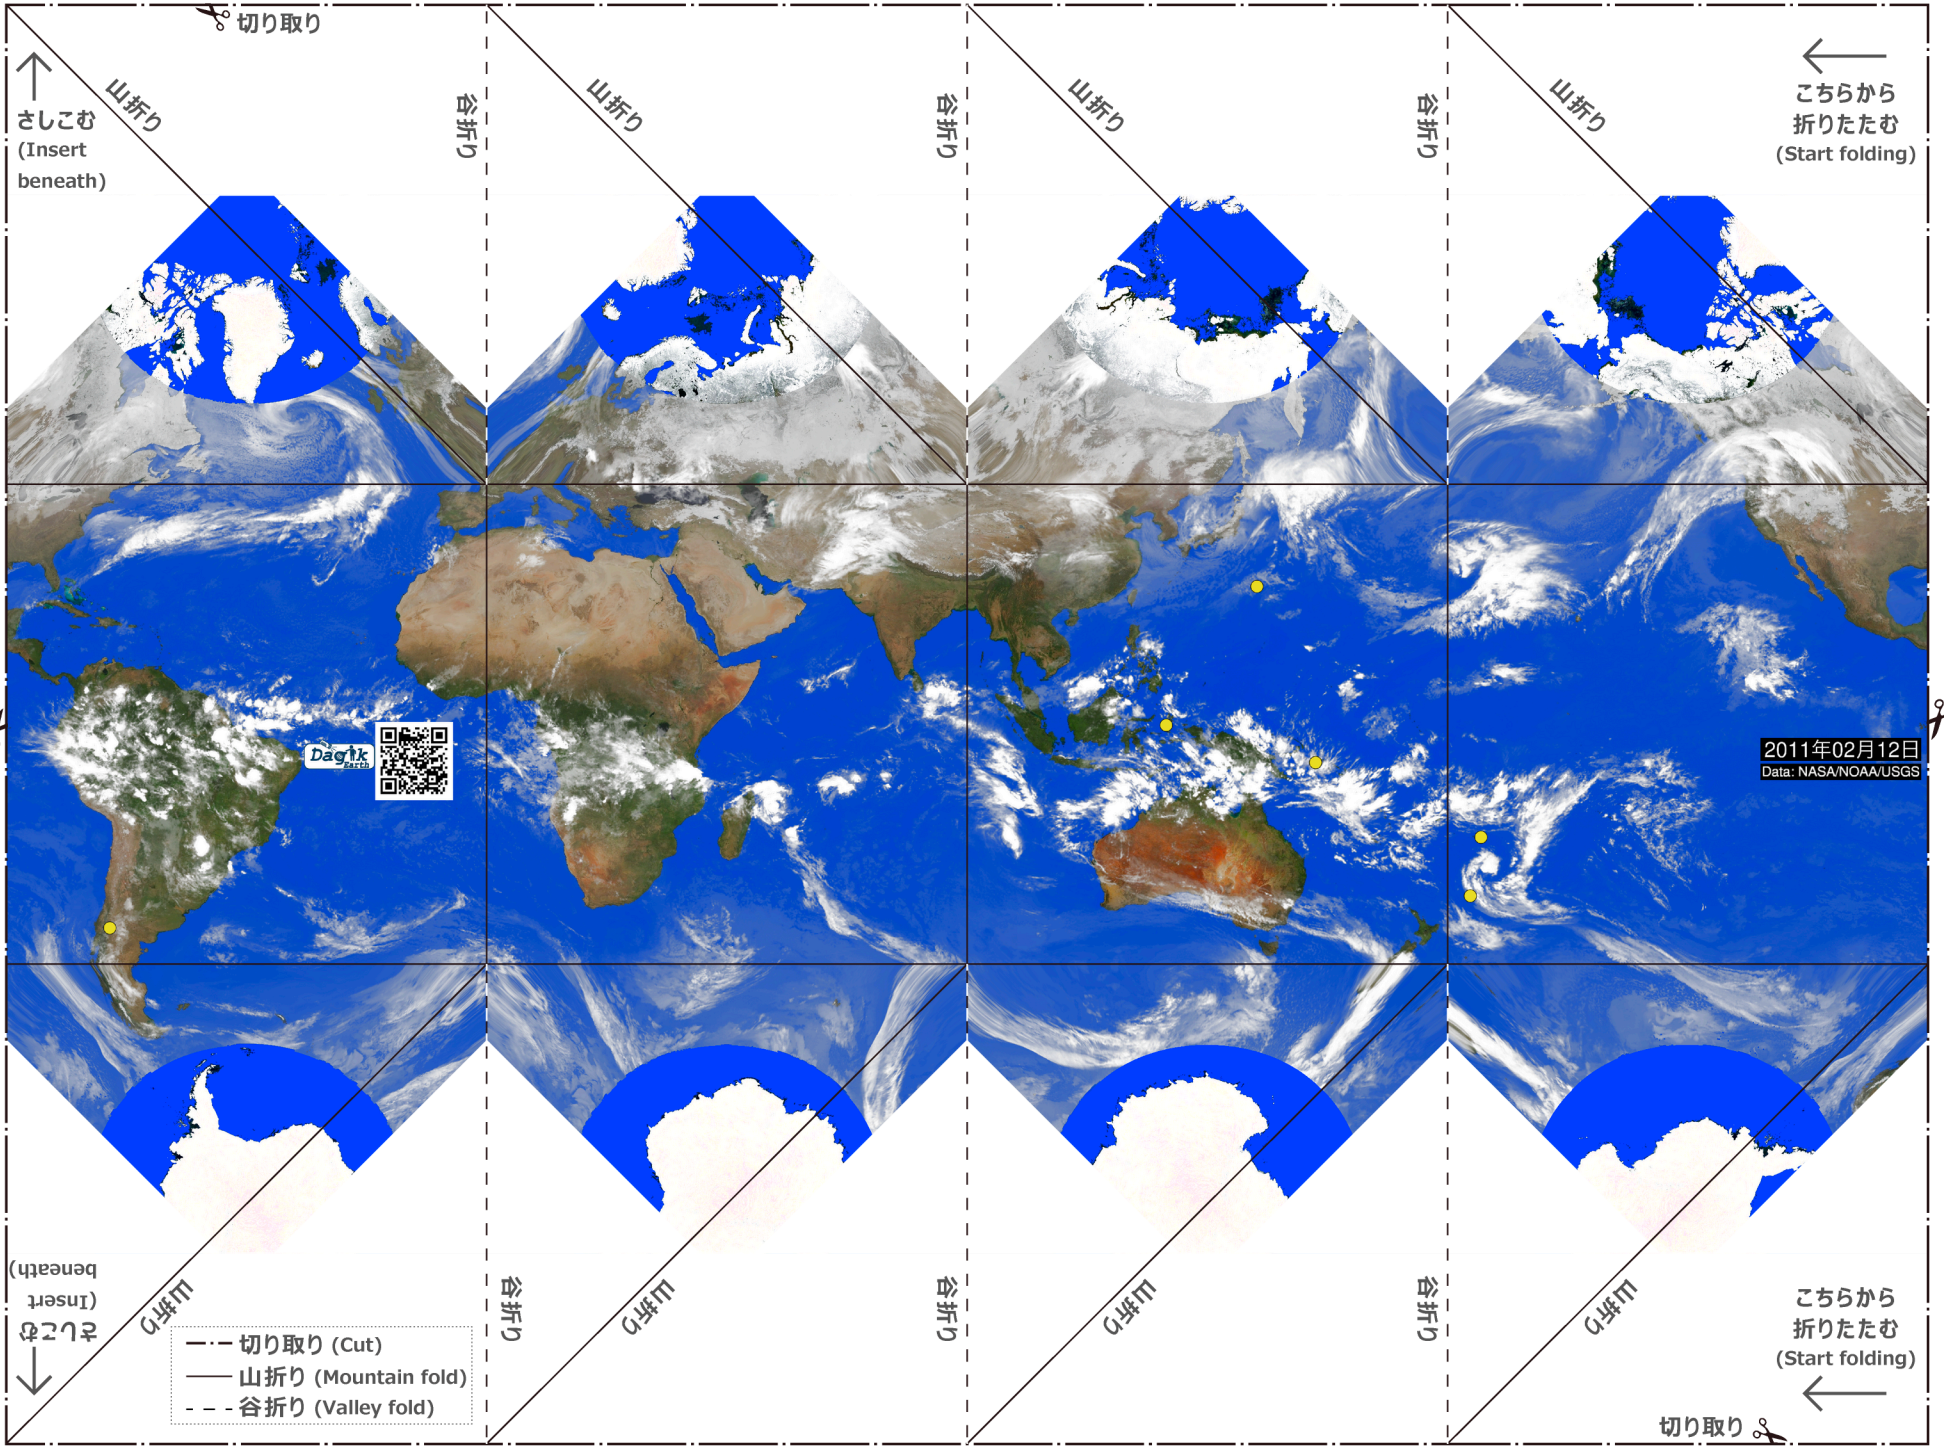 切り取り
さしこむ
(Insert
beneath)
山折り
谷折り
山折り
谷折り
山折り
谷折り
山折り
こちらから
折りたたむ
(Start folding)
Dagik
Earth
2011年02月12日
Data: NASA/NOAA/USGS
さしこむ
(Insert
beneath)
山折り
谷折り
山折り
谷折り
山折り
谷折り
山折り
こちらから
折りたたむ
(Start folding)
切り取り (Cut)
山折り (Mountain fold)
谷折り (Valley fold)
切り取り